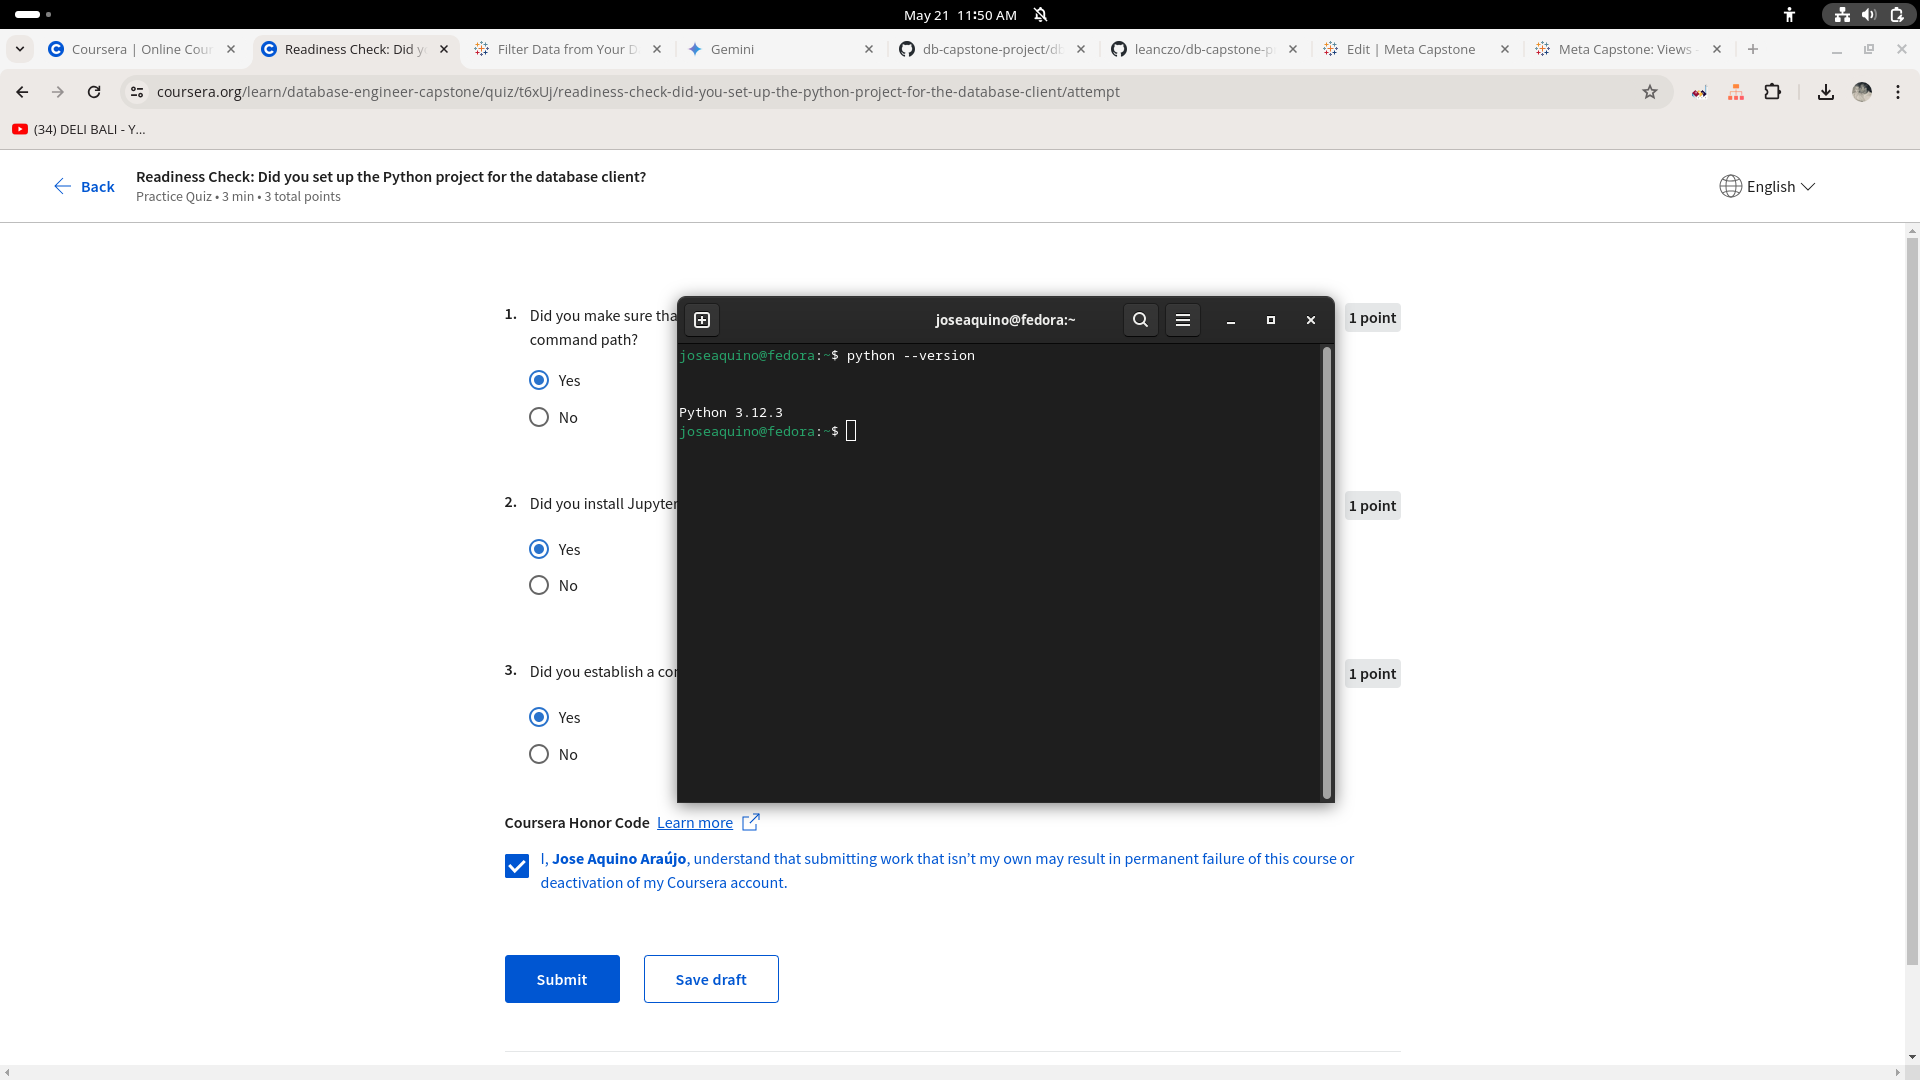 May 21 11:50 AM
Coursera | Online Cour
Readiness Check: Did y
Filter Data from Your D
Gemini
db-capstone-project/db
leanczo/db-capstone-p
Edit | Meta Capstone
Meta Capstone: Views -
coursera.org/learn/database-engineer-capstone/quiz/t6xUj/readiness-check-did-you-set-up-the-python-project-for-the-database-client/attempt
(34) DELI BALI - Y...
Back
Readiness Check: Did you set up the Python project for the database client?
Practice Quiz • 3 min • 3 total points
English
1. Did you make sure tha
command path?
1 point
Yes
No
2. Did you install Jupyter
1 point
Yes
No
3. Did you establish a con
1 point
Yes
No
joseaquino@fedora:~
joseaquino@fedora:~$ python --version
Python 3.12.3
joseaquino@fedora:~$
Coursera Honor Code Learn more
I, Jose Aquino Araújo, understand that submitting work that isn't my own may result in permanent failure of this course or
deactivation of my Coursera account.
Submit
Save draft